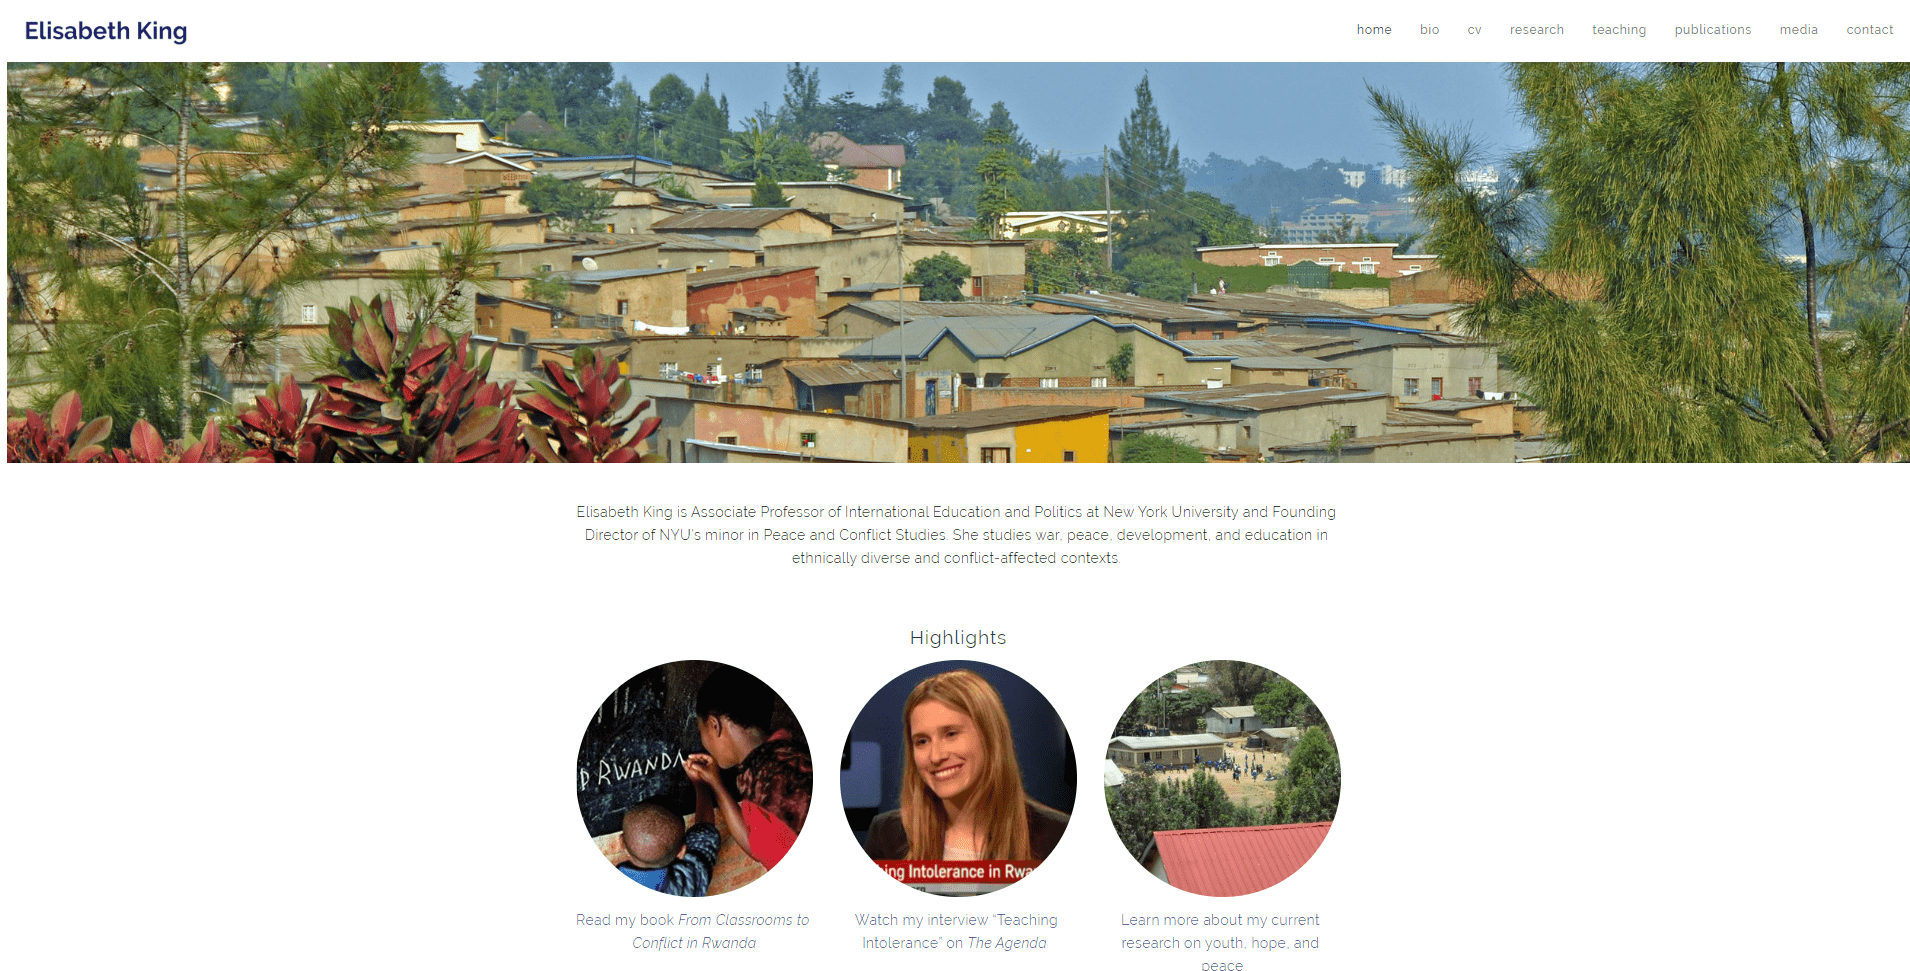 Elisabeth King
home bio cv research teaching publications media contact
Elisabeth King is Associate Professor of International Education and Politics at New York University and Founding
Director of NYU's minor in Peace and Conflict Studies. She studies war, peace, development, and education in
ethnically diverse and conflict-affected contexts.
Highlights
RWANDA
Intolerance in
Read my book From Classrooms to
Conflict in Rwanda
Watch my interview “Teaching
Intolerance” on The Agenda
Learn more about my current
research on youth, hope, and
peace